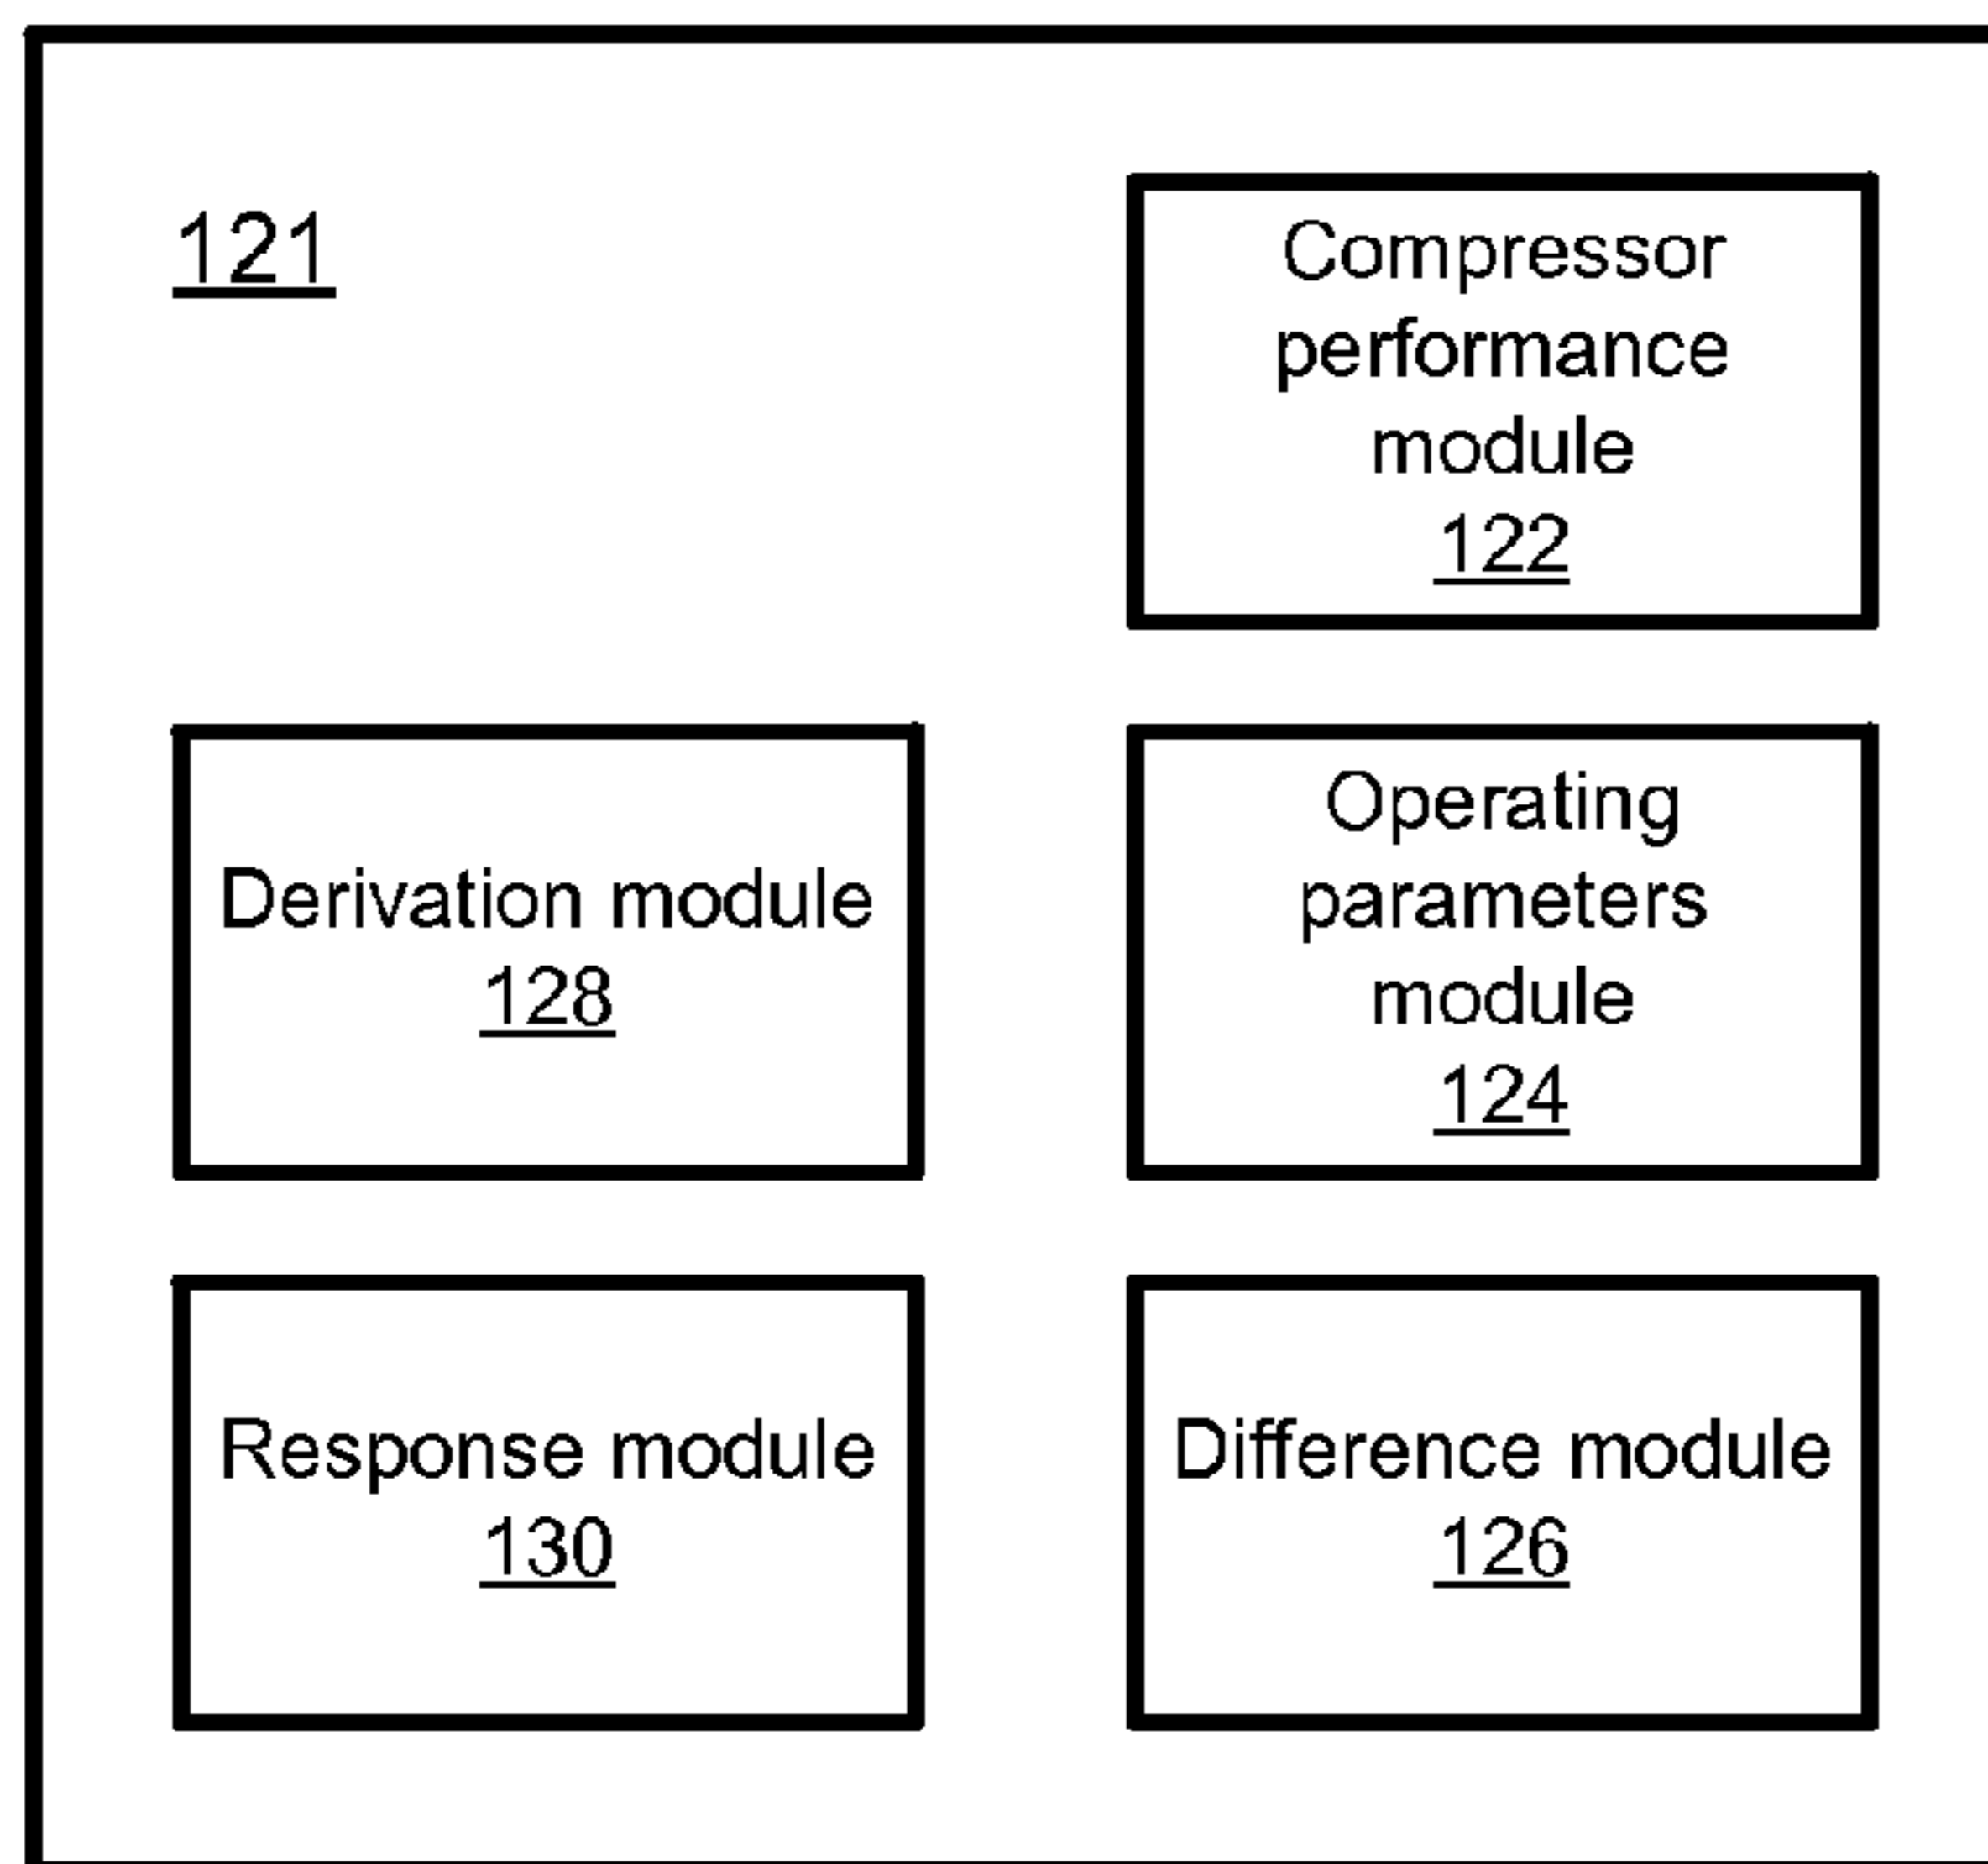 121
Compressor
performance
module
122
Derivation module
128
Operating
parameters
module
124
Response module
130
Difference module
126